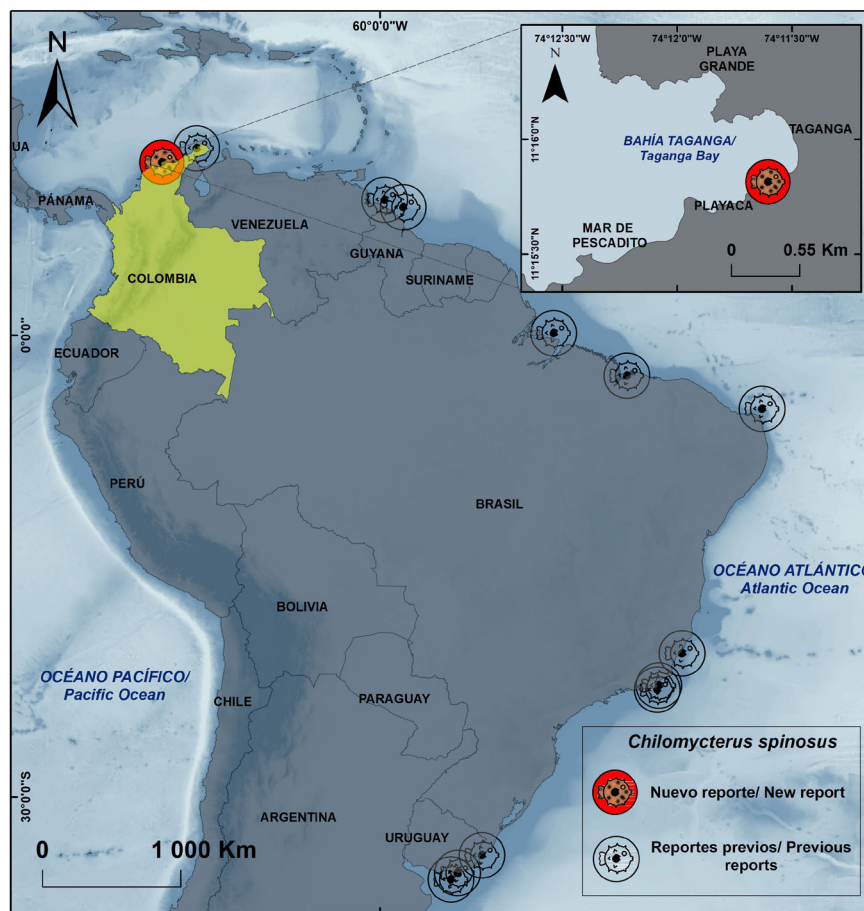 60°0'0"W
N
UA
PÁNAMA
VENEZUELA
GUYANA
SURINAME
COLOMBIA
0°0'0"
ECUADOR
PERÚ
BRASIL
BOLIVIA
OCÉANO ATLÁNTICO
Atlantic Ocean
OCÉANO PACÍFICO/
Pacific Ocean
CHILE
PARAGUAY
30°0'0"S
ARGENTINA
URUGUAY
0 1 000 Km
74°12'30"W 74°12'0"W 74°11'30"W
N
PLAYA
GRANDE
11°16'0"N
BAHÍA TAGANGA/
Taganga Bay
TAGANGA
PLAYACA
MAR DE
PESCADITO
11°15'30"N
0 0.55 Km
Chilomycterus spinosus
Nuevo reporte/ New report
Reportes previos/ Previous
reports